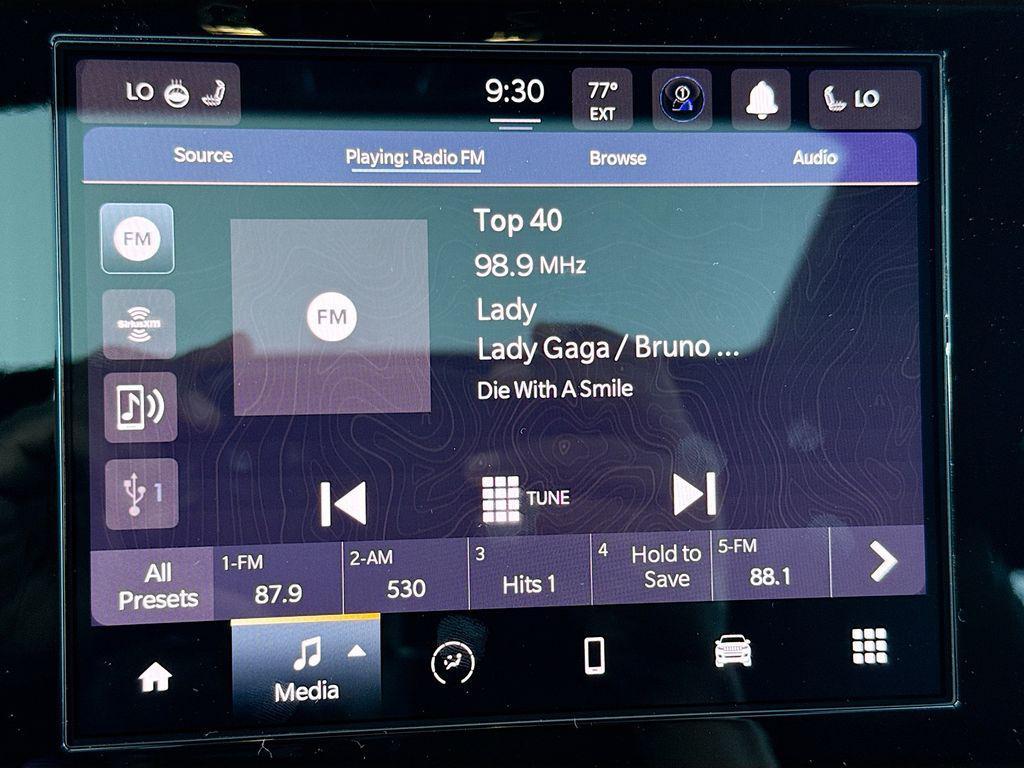 LO
9:30
77°
EXT
1
LO
Source
Playing: Radio FM
Browse
Audio
FM
SiriusXM
1
FM
Top 40
98.9 MHz
Lady
Lady Gaga / Bruno ...
Die With A Smile
TUNE
All
Presets
1-FM
87.9
2-AM
530
3
Hits 1
4
Hold to
Save
5-FM
88.1
Media